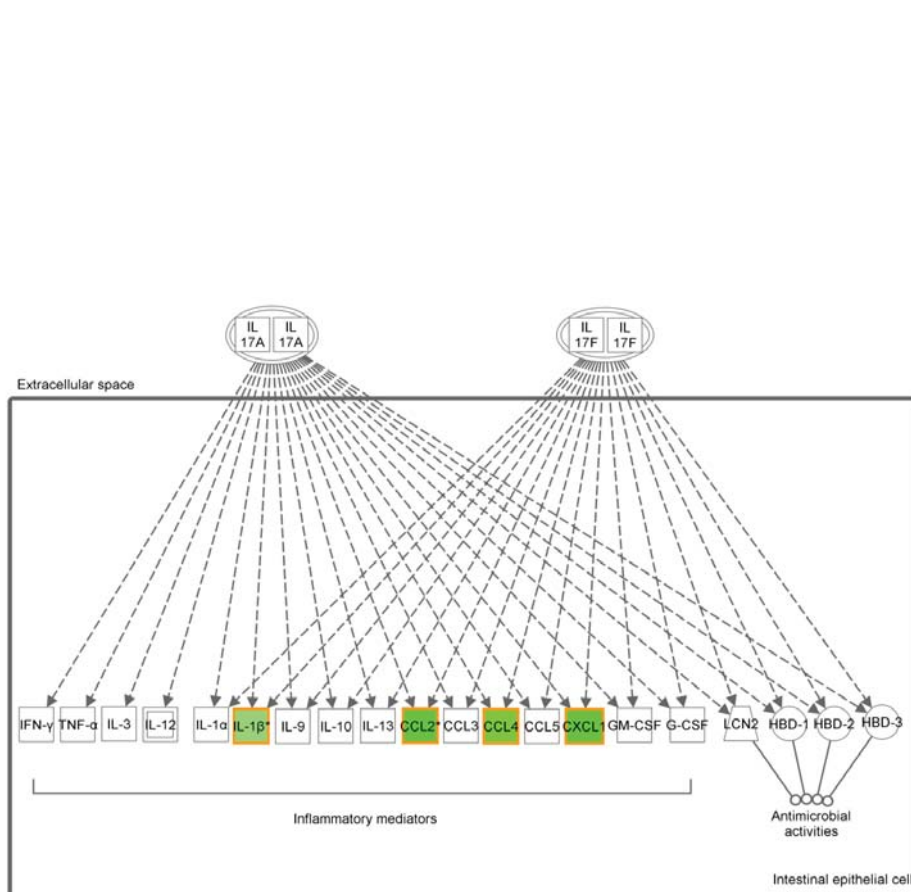 IL
17A
IL
17A
IL
17F
IL
17F
Extracellular space
IFN-γ TNF-α IL-3 IL-12 IL-1α IL-1β* IL-9 IL-10 IL-13 CCL2* CCL3 CCL4 CCL5 CXCL1 GM-CSF G-CSF LCN2 HBD-1 HBD-2 HBD-3
Inflammatory mediators
Antimicrobial
activities
Intestinal epithelial cell